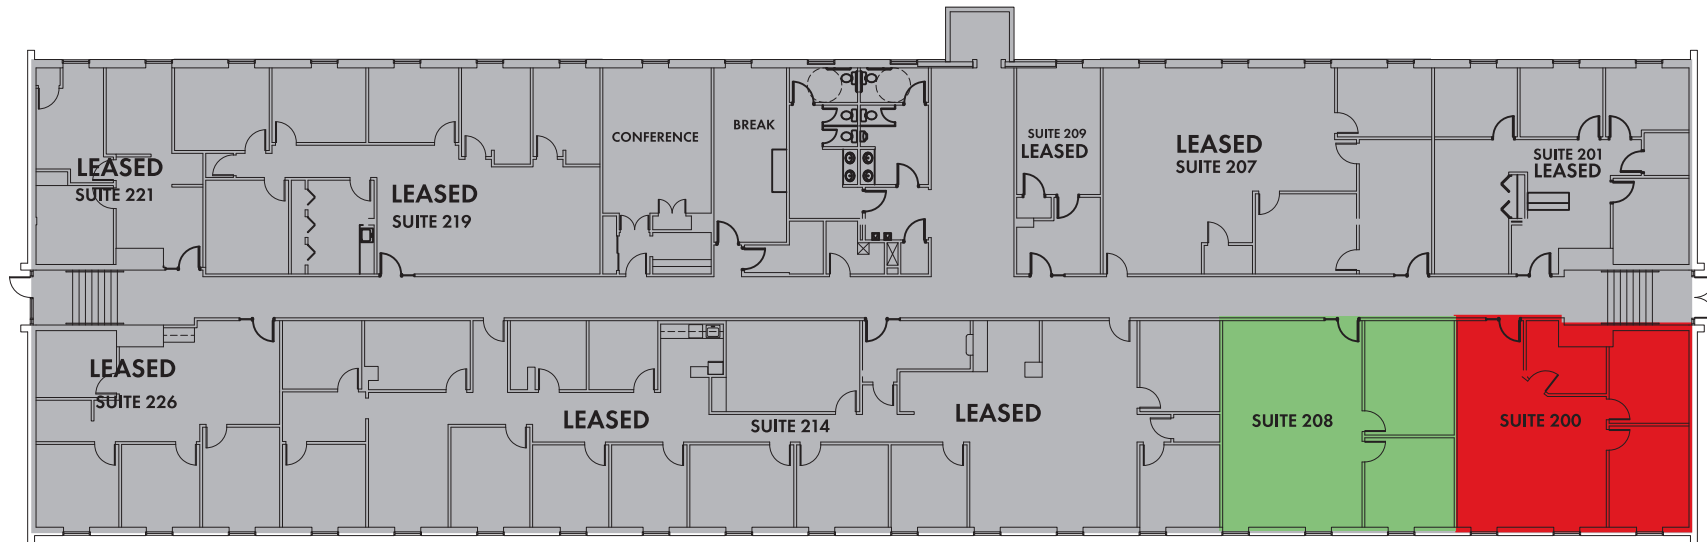 LEASED
SUITE 221
LEASED
SUITE 219
CONFERENCE
BREAK
SUITE 209
LEASED
LEASED
SUITE 207
SUITE 201
LEASED
LEASED
SUITE 226
LEASED
SUITE 214
LEASED
SUITE 208
SUITE 200